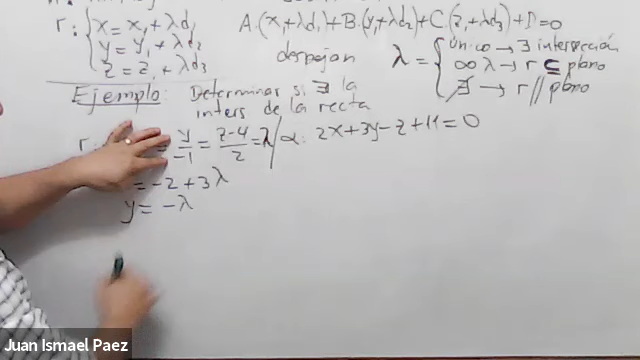 r: { x = x₁ + λd₁
y = y₁ + λd₂
z = z₁ + λd₃
A.(x₁+λd₁)+B.(y₁+λd₂)+C.(z₁+λd₃)+D=0
despejan λ = { único → ∃ intersección
∞ λ → r ⊆ plano
∄ → r // plano
Ejemplo: Determinar si ∃ la
inters de la recta
r: = y/-1 = z-4/2 = λ / α: 2x+3y-z+11=0
= -2 + 3λ
y = -λ
Juan Ismael Paez